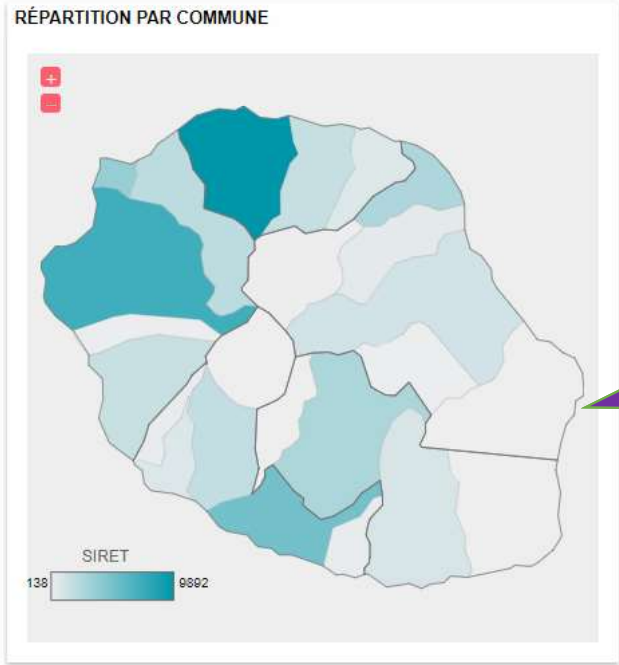 RÉPARTITION PAR COMMUNE
+
–
SIRET
138 9892